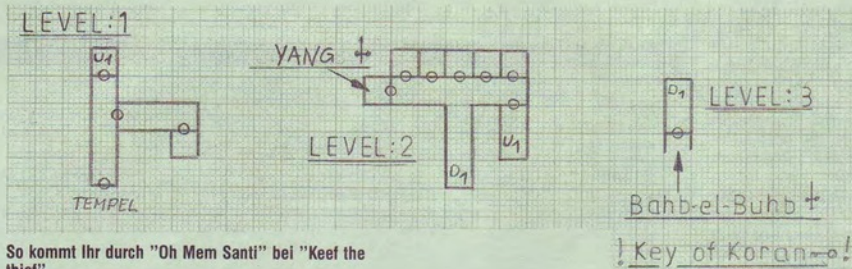 LEVEL:1
U1
TEMPEL
YANG
LEVEL:2
D1
U1
D1
LEVEL:3
Bahb-el-Buhb
! Key of Koran !
So kommt Ihr durch "Oh Mem Santi" bei "Keef the
thief"